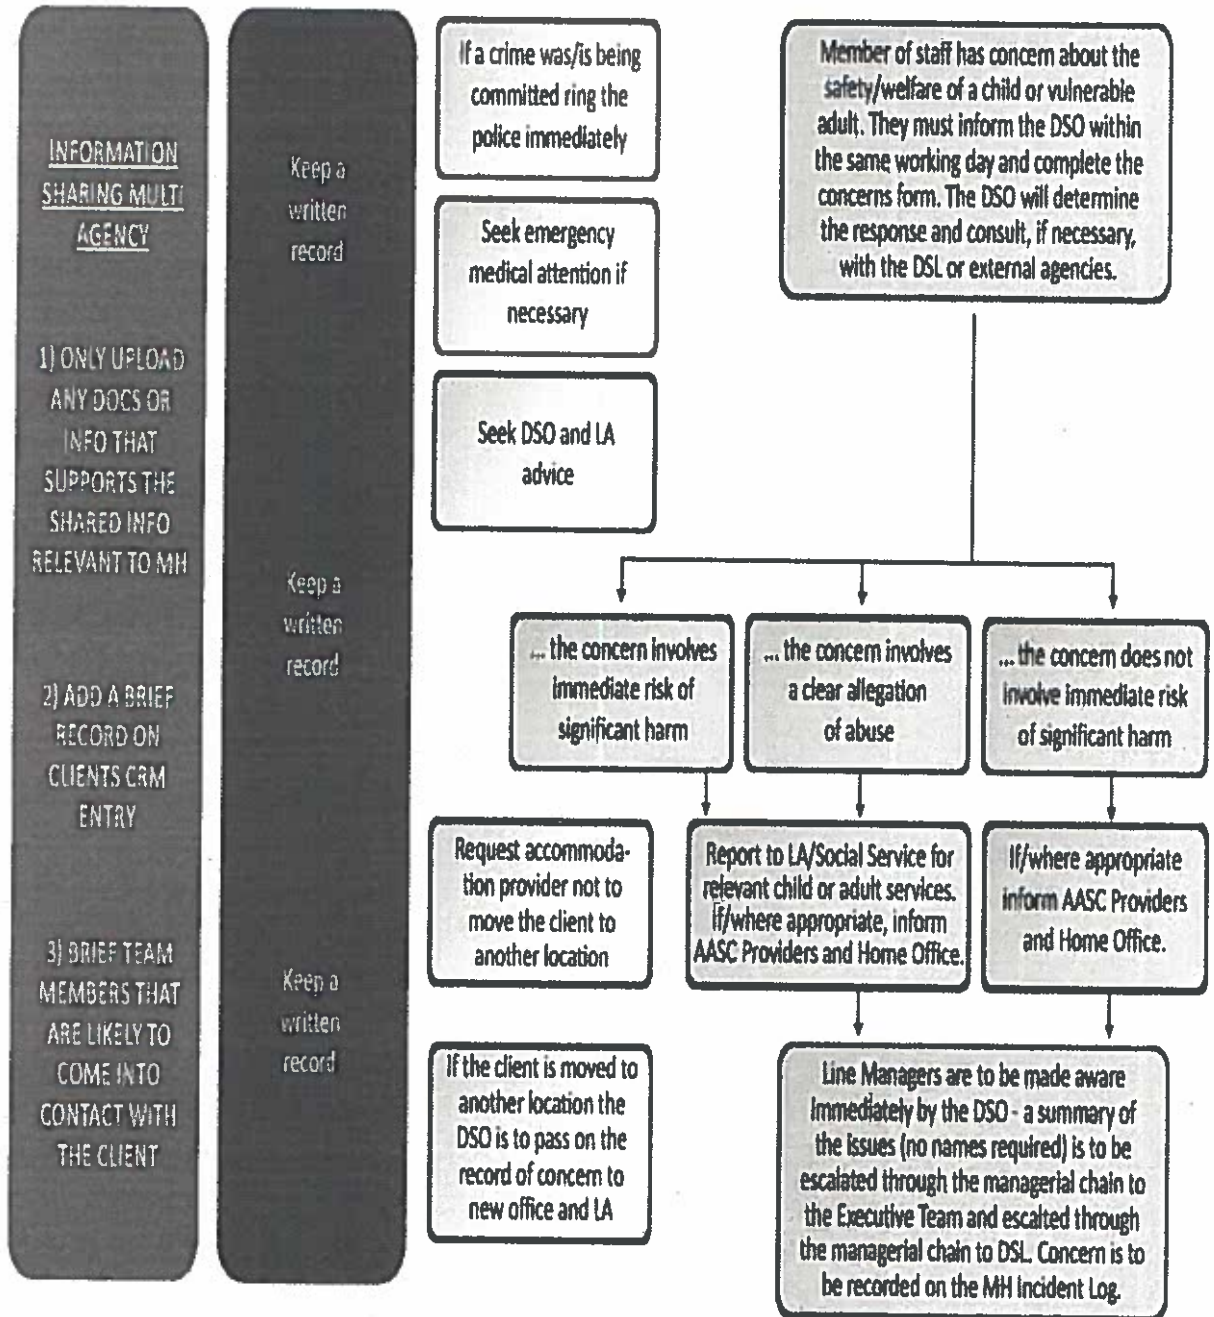 INFORMATION
SHARING MULTI
AGENCY
1) ONLY UPLOAD
ANY DOCS OR
INFO THAT
SUPPORTS THE
SHARED INFO
RELEVANT TO MH
2) ADD A BRIEF
RECORD ON
CLIENTS CRM
ENTRY
3) BRIEF TEAM
MEMBERS THAT
ARE LIKELY TO
COME INTO
CONTACT WITH
THE CLIENT
Keep a
written
record
Keep a
written
record
Keep a
written
record
If a crime was/is being
committed ring the
police immediately
Seek emergency
medical attention if
necessary
Seek DSO and LA
advice
Member of staff has concern about the
safety/welfare of a child or vulnerable
adult. They must inform the DSO within
the same working day and complete the
concerns form. The DSO will determine
the response and consult, if necessary,
with the DSL or external agencies.
... the concern involves
immediate risk of
significant harm
... the concern involves
a clear allegation
of abuse
... the concern does not
involve immediate risk
of significant harm
Request accommoda-
tion provider not to
move the client to
another location
Report to LA/Social Service for
relevant child or adult services.
If/where appropriate, inform
AASC Providers and Home Office.
If/where appropriate
inform AASC Providers
and Home Office.
If the client is moved to
another location the
DSO is to pass on the
record of concern to
new office and LA
Line Managers are to be made aware
Immediately by the DSO - a summary of
the issues (no names required) is to be
escalated through the managerial chain to
the Executive Team and escalted through
the managerial chain to DSL. Concern is to
be recorded on the MH Incident Log.